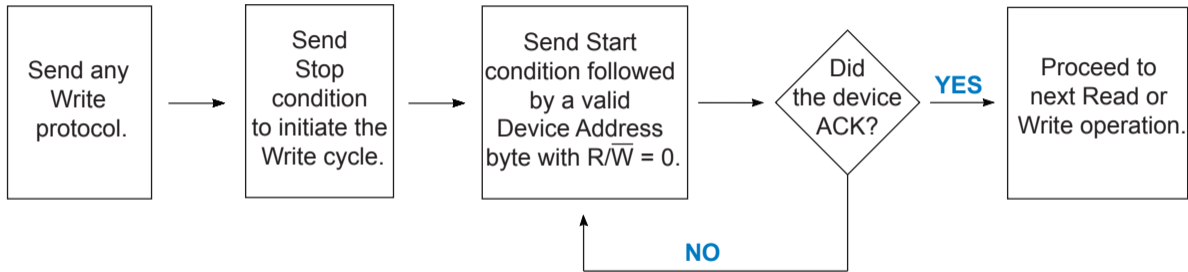 Send any
Write
protocol.
Send
Stop
condition
to initiate the
Write cycle.
Send Start
condition followed
by a valid
Device Address
byte with R/W̅ = 0.
Did
the device
ACK?
YES
Proceed to
next Read or
Write operation.
NO